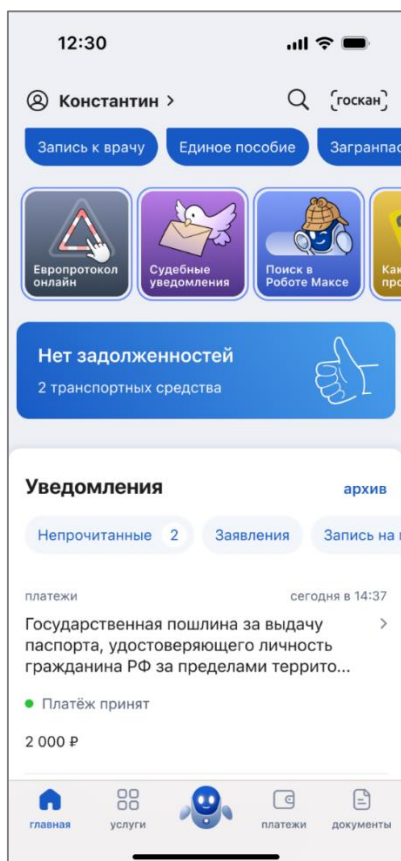 12:30
Константин >
госкан
Запись к врачу
Единое пособие
Загранпас
Европротокол
онлайн
Судебные
уведомления
Поиск в
Роботе Максе
Как
про
Нет задолженностей
2 транспортных средства
Уведомления
архив
Непрочитанные 2
Заявления
Запись на
платежи
сегодня в 14:37
Государственная пошлина за выдачу
паспорта, удостоверяющего личность
гражданина РФ за пределами террито...
Платёж принят
2 000 ₽
главная
услуги
платежи
документы